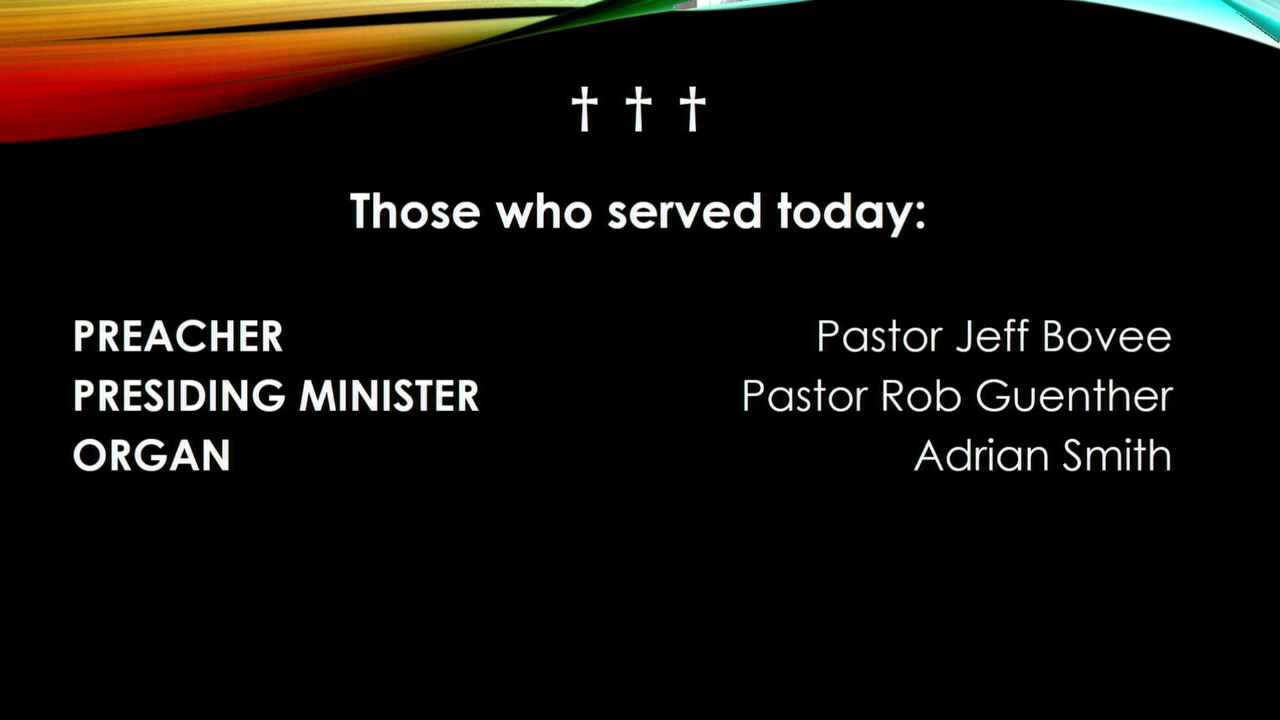 † † †
Those who served today:
PREACHER Pastor Jeff Bovee
PRESIDING MINISTER Pastor Rob Guenther
ORGAN Adrian Smith